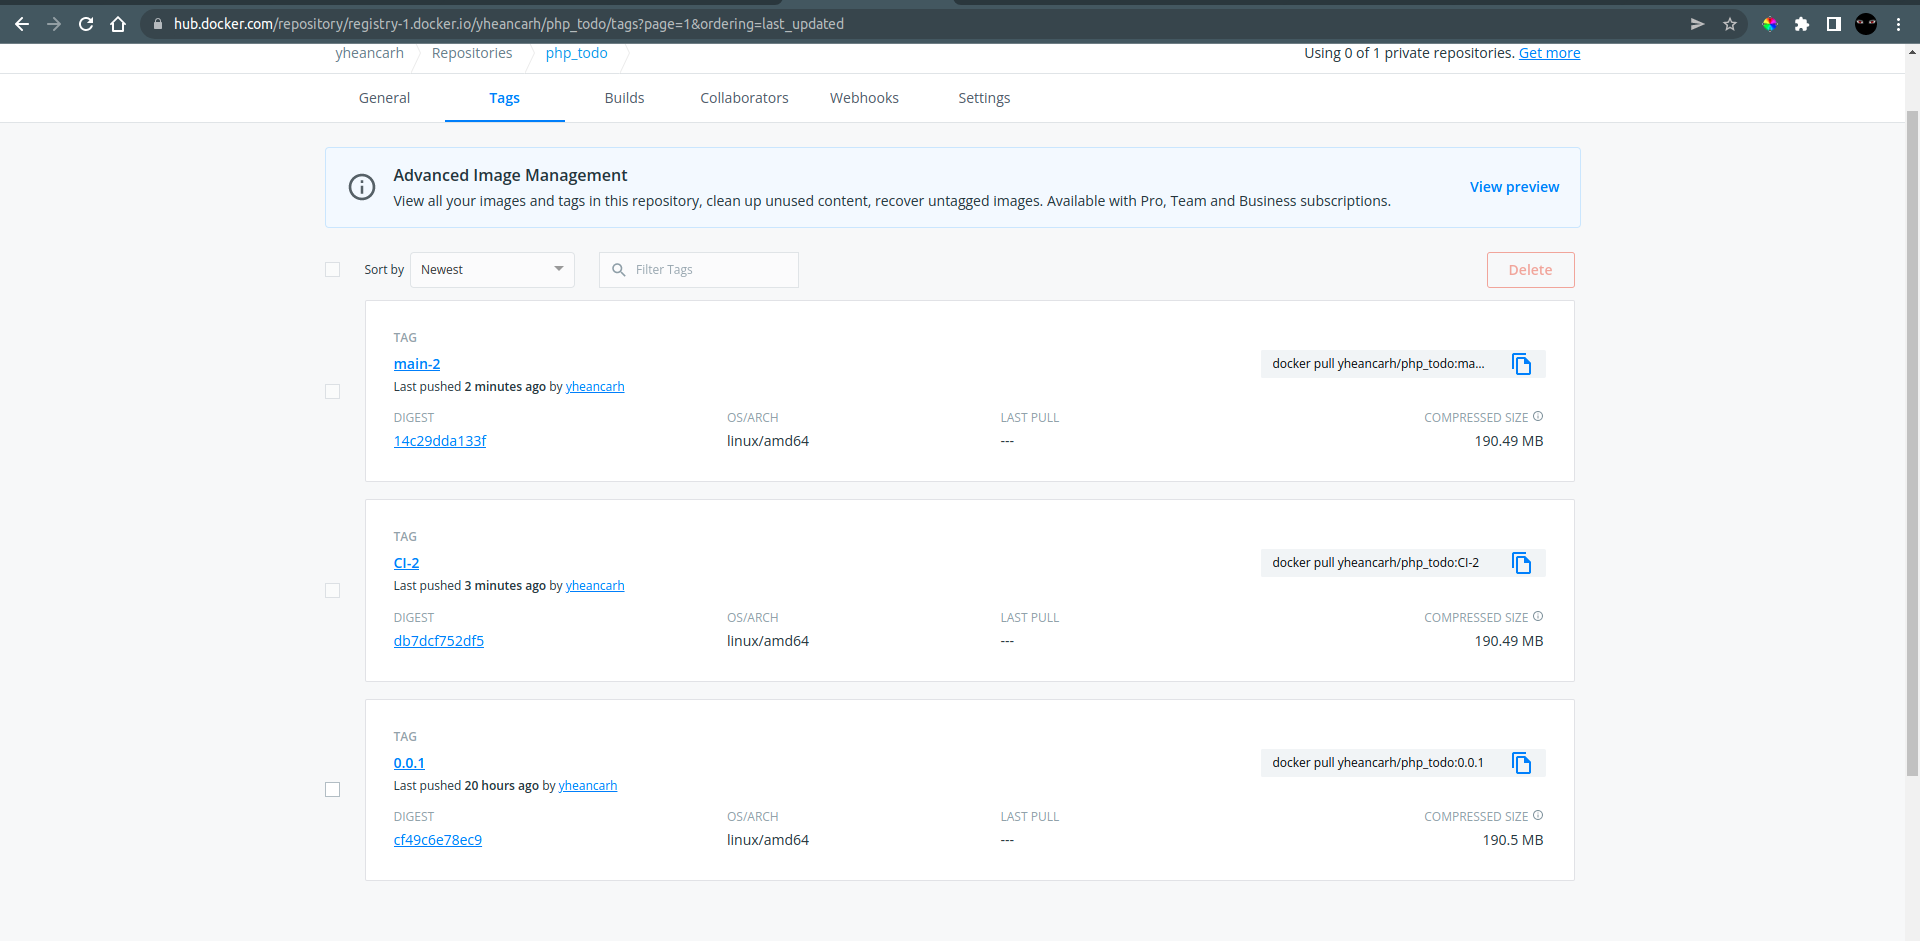 hub.docker.com/repository/registry-1.docker.io/yheancarh/php_todo/tags?page=1&ordering=last_updated
yheancarh Repositories php_todo Using 0 of 1 private repositories. Get more
General Tags Builds Collaborators Webhooks Settings
Advanced Image Management
View all your images and tags in this repository, clean up unused content, recover untagged images. Available with Pro, Team and Business subscriptions.
View preview
Sort by Newest Filter Tags Delete
TAG
main-2
docker pull yheancarh/php_todo:ma...
Last pushed 2 minutes ago by yheancarh
DIGEST OS/ARCH LAST PULL COMPRESSED SIZE
14c29dda133f linux/amd64 --- 190.49 MB
TAG
CI-2
docker pull yheancarh/php_todo:CI-2
Last pushed 3 minutes ago by yheancarh
DIGEST OS/ARCH LAST PULL COMPRESSED SIZE
db7dcf752df5 linux/amd64 --- 190.49 MB
TAG
0.0.1
docker pull yheancarh/php_todo:0.0.1
Last pushed 20 hours ago by yheancarh
DIGEST OS/ARCH LAST PULL COMPRESSED SIZE
cf49c6e78ec9 linux/amd64 --- 190.5 MB